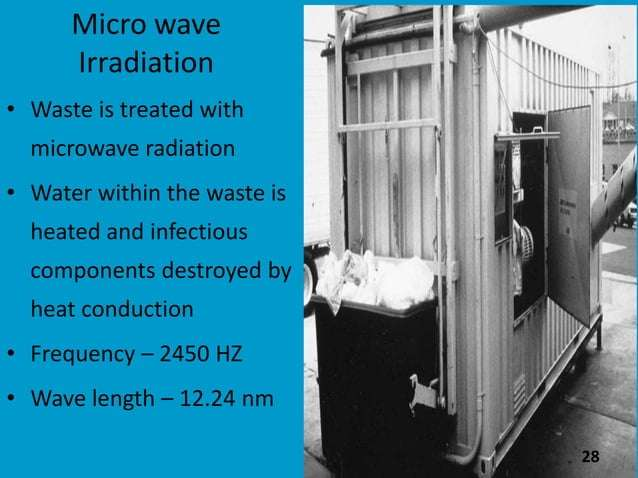 Micro wave
Irradiation
• Waste is treated with
microwave radiation
• Water within the waste is
heated and infectious
components destroyed by
heat conduction
• Frequency – 2450 HZ
• Wave length – 12.24 nm
28